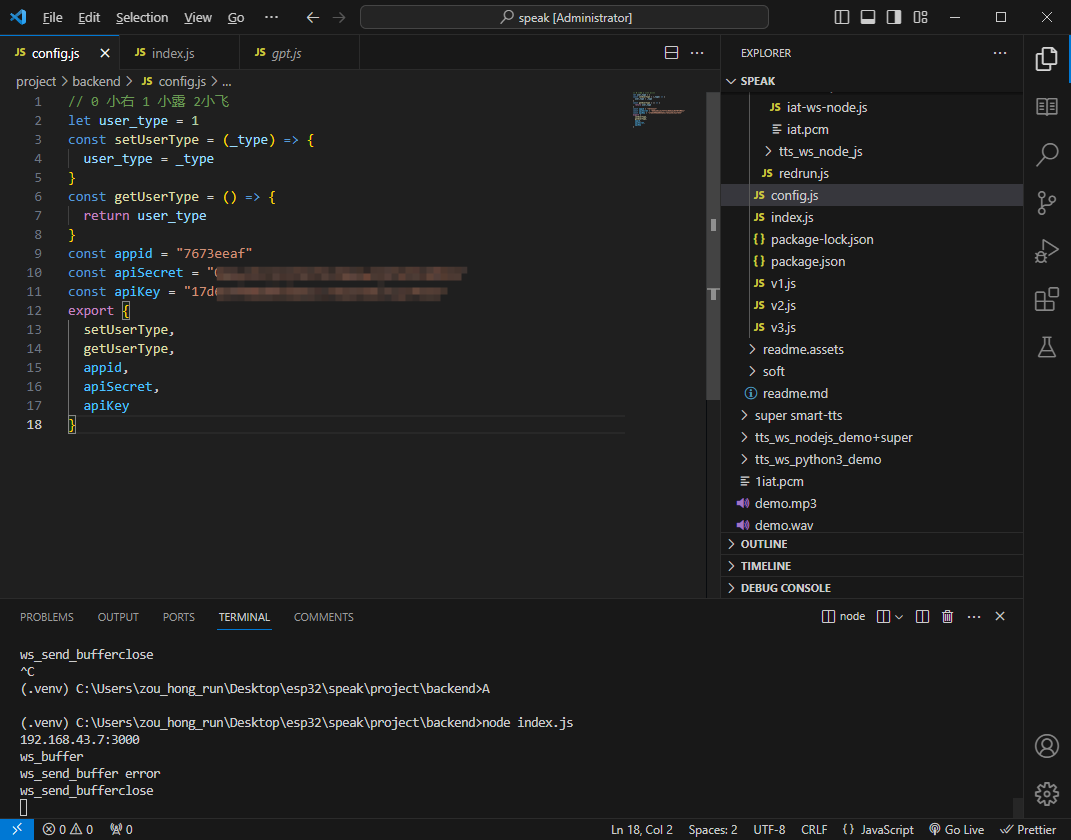 File Edit Selection View Go ··· speak [Administrator]
JS config.js JS index.js JS gpt.js ···
project > backend > JS config.js > ...
1 // 0 小右 1 小露 2小飞
2 let user_type = 1
3 const setUserType = (_type) => {
4 user_type = _type
5 }
6 const getUserType = () => {
7 return user_type
8 }
9 const appid = "7673eeaf"
10 const apiSecret = "
11 const apiKey = "17d
12 export {
13 setUserType,
14 getUserType,
15 appid,
16 apiSecret,
17 apiKey
18 }
EXPLORER ···
SPEAK
JS iat-ws-node.js
iat.pcm
> tts_ws_node_js
JS redrun.js
JS config.js
JS index.js
{} package-lock.json
{} package.json
JS v1.js
JS v2.js
JS v3.js
> readme.assets
> soft
readme.md
> super smart-tts
> tts_ws_nodejs_demo+super
> tts_ws_python3_demo
1iat.pcm
demo.mp3
demo.wav
> OUTLINE
> TIMELINE
> DEBUG CONSOLE
PROBLEMS OUTPUT PORTS TERMINAL COMMENTS node ···
ws_send_bufferclose
^C
(.venv) C:\Users\zou_hong_run\Desktop\esp32\speak\project\backend>A
(.venv) C:\Users\zou_hong_run\Desktop\esp32\speak\project\backend>node index.js
192.168.43.7:3000
ws_buffer
ws_send_buffer error
ws_send_bufferclose
0 0 0 Ln 18, Col 2 Spaces: 2 UTF-8 CRLF {} JavaScript Go Live Prettier